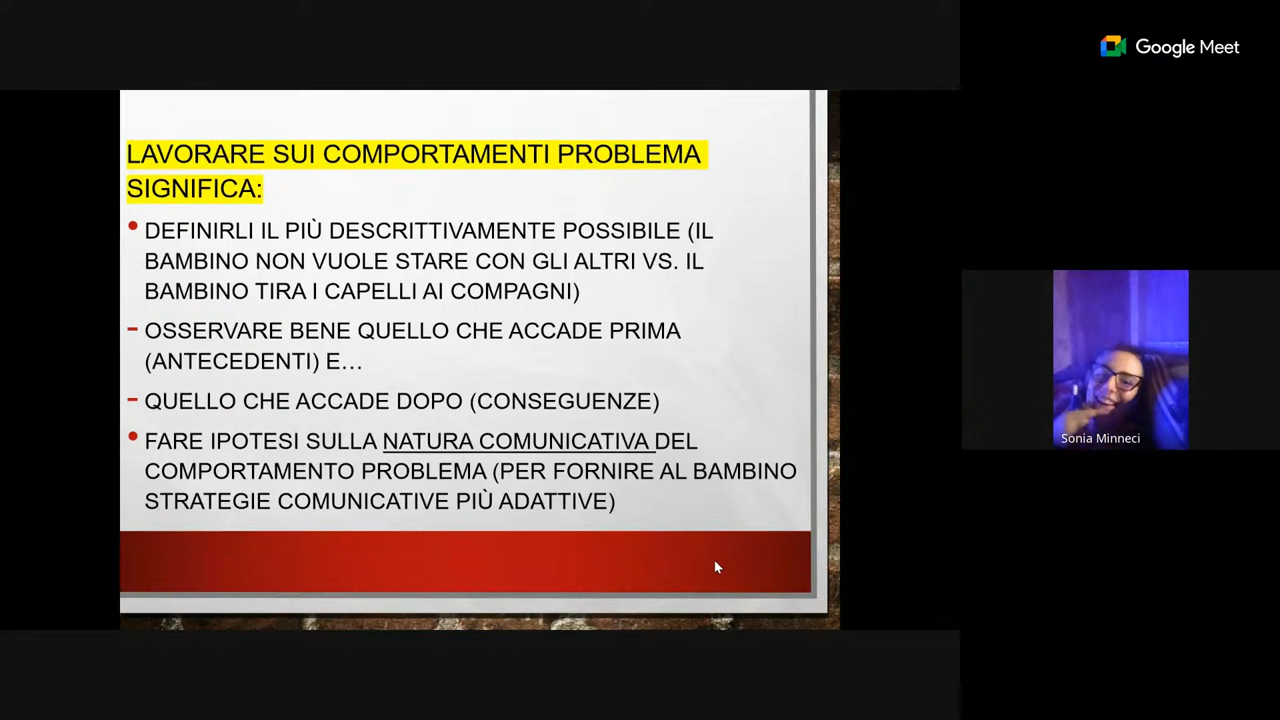 Google Meet
LAVORARE SUI COMPORTAMENTI PROBLEMA
SIGNIFICA:
• DEFINIRLI IL PIÙ DESCRITTIVAMENTE POSSIBILE (IL
BAMBINO NON VUOLE STARE CON GLI ALTRI VS. IL
BAMBINO TIRA I CAPELLI AI COMPAGNI)
- OSSERVARE BENE QUELLO CHE ACCADE PRIMA
(ANTECEDENTI) E…
- QUELLO CHE ACCADE DOPO (CONSEGUENZE)
• FARE IPOTESI SULLA NATURA COMUNICATIVA DEL
COMPORTAMENTO PROBLEMA (PER FORNIRE AL BAMBINO
STRATEGIE COMUNICATIVE PIÙ ADATTIVE)
Sonia Minneci